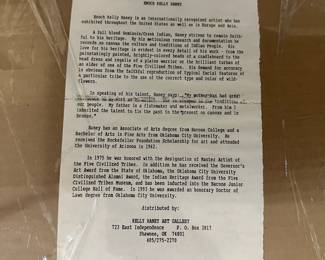 ENOCH KELLY HANEY
Enoch Kelly Haney is an internationally recognized artist who has
exhibited throughout the United States as well as in Europe and Asia.
A full blood Seminole/Creek Indian, Haney strives to remain faith-
ful to his heritage. By his meticulous research and documentation he
records on canvas the culture and traditions of Indian People. His
love for his heritage is evident in every detail of his work - from the
painstakingly painted, brightly-colored beads of a cradleboard to the
head dress and regalia of a plains warrior or the brilliant turban of
an elder of one of the Five Civilized Tribes. His demand for accuracy
is obvious from the faithful reproduction of typical facial features of
a particular tribe to the use of the correct type and color of wild-
flowers.
In speaking of his talent, Haney says: "My mother has had great
our people. My father is a flutemaker and silversmith. From him I
inherited the talent to tie the past to the present on canvas and in
bronze."
Haney has an Associate of Arts Degree from Bacone College and a
Bachelor of Arts in Fine Arts from Oklahoma City University. He
received the Rockefeller Foundation Scholarship for art and attended
the University of Arizona in 1962.
In 1975 he was honored with the designation of Master Artist of
the Five Civilized Tribes. In addition he has received the Governor's
Art Award from the State of Oklahoma, the Oklahoma City University
Distinguished Alumni Award, the Indian Heritage Award from the Five
Civilized Tribes Museum, and has been inducted into the Bacone Junior
College Hall of Fame. In 1993 he was awarded an honorary Doctor of
Laws Degree from Oklahoma City University.
Distributed by:
KELLY HANEY ART GALLERY
723 East Independence P. O. Box 1817
Shawnee, OK 74801
405/275-2270